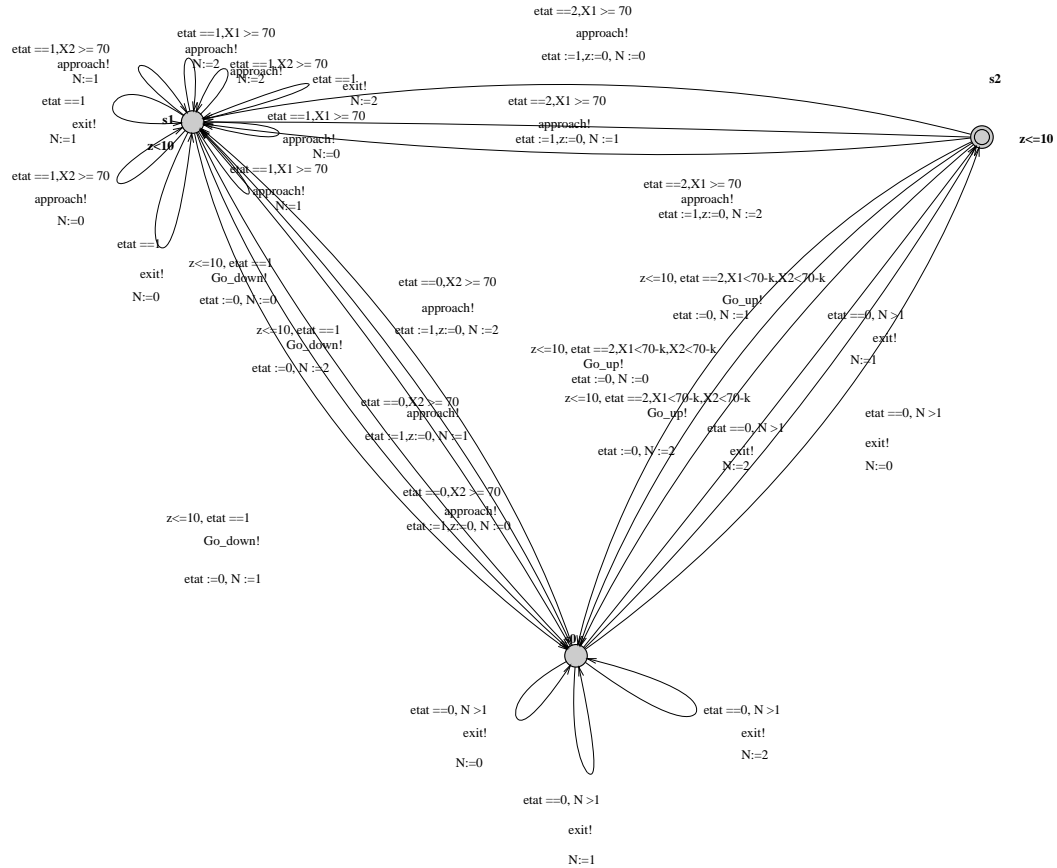 etat ==2,X1 >= 70
approach!
etat :=1,z:=0, N :=0
etat ==1,X1 >= 70
approach!
N:=2
etat ==1,X2 >= 70
approach!
N:=1
etat ==1,X2 >= 70
approach!
N:=2
etat ==1
exit!
N:=2
etat ==1
exit!
N:=1
s1
z<10
etat ==1,X1 >= 70
approach!
N:=0
etat ==1,X1 >= 70
approach!
N:=1
etat ==1,X2 >= 70
approach!
N:=0
etat ==1
exit!
N:=0
etat ==2,X1 >= 70
approach!
etat :=1,z:=0, N :=1
s2
z<=10
etat ==2,X1 >= 70
approach!
etat :=1,z:=0, N :=2
z<=10, etat ==1
Go_down!
etat :=0, N :=0
z<=10, etat ==1
Go_down!
etat :=0, N :=2
etat ==0,X2 >= 70
approach!
etat :=1,z:=0, N :=2
z<=10, etat ==2,X1<70-k,X2<70-k
Go_up!
etat :=0, N :=1
z<=10, etat ==2,X1<70-k,X2<70-k
Go_up!
etat :=0, N :=0
z<=10, etat ==2,X1<70-k,X2<70-k
Go_up!
etat :=0, N :=2
etat ==0, N >1
exit!
N:=1
etat ==0, N >1
exit!
N:=2
etat ==0, N >1
exit!
N:=0
etat ==0,X2 >= 70
approach!
etat :=1,z:=0, N :=1
etat ==0,X2 >= 70
approach!
etat :=1,z:=0, N :=0
z<=10, etat ==1
Go_down!
etat :=0, N :=1
etat ==0, N >1
exit!
N:=0
etat ==0, N >1
exit!
N:=2
etat ==0, N >1
exit!
N:=1